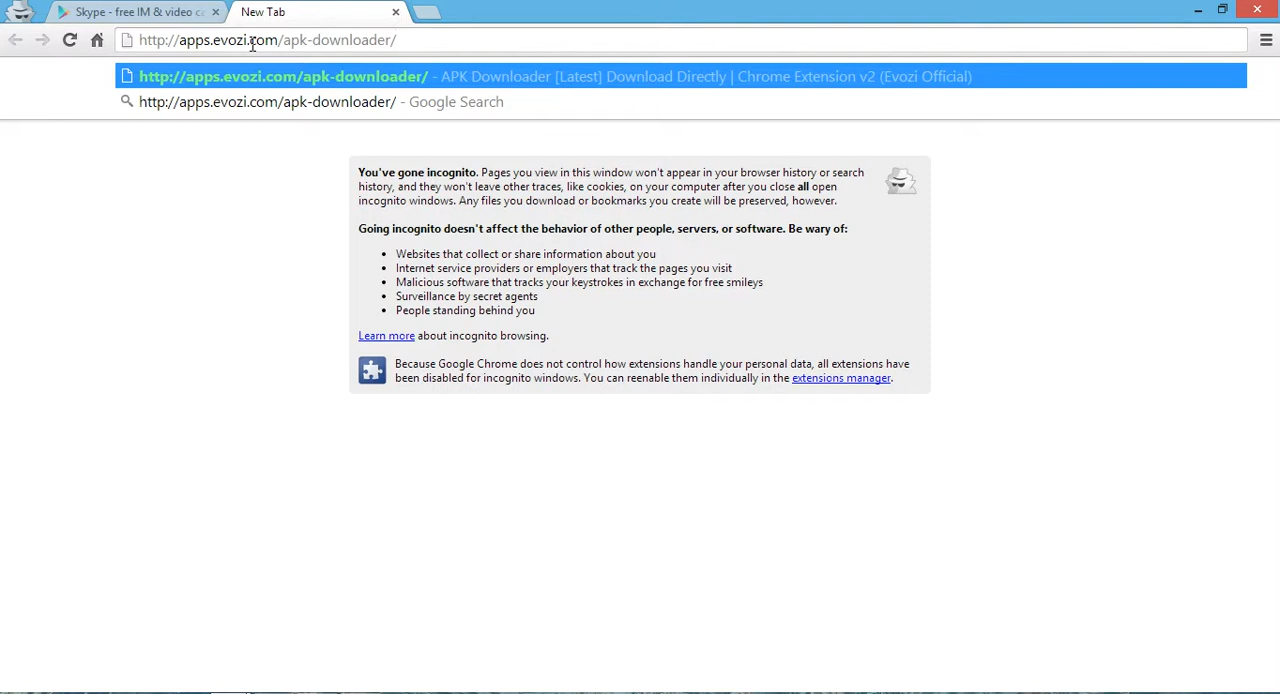 Skype - free IM & video ca
New Tab
http://apps.evozi.com/apk-downloader/
http://apps.evozi.com/apk-downloader/ - APK Downloader [Latest] Download Directly | Chrome Extension v2 (Evozi Official)
http://apps.evozi.com/apk-downloader/ - Google Search
You've gone incognito. Pages you view in this window won't appear in your browser history or search
history, and they won't leave other traces, like cookies, on your computer after you close all open
incognito windows. Any files you download or bookmarks you create will be preserved, however.
Going incognito doesn't affect the behavior of other people, servers, or software. Be wary of:
• Websites that collect or share information about you
• Internet service providers or employers that track the pages you visit
• Malicious software that tracks your keystrokes in exchange for free smileys
• Surveillance by secret agents
• People standing behind you
Learn more about incognito browsing.
Because Google Chrome does not control how extensions handle your personal data, all extensions have
been disabled for incognito windows. You can reenable them individually in the extensions manager.